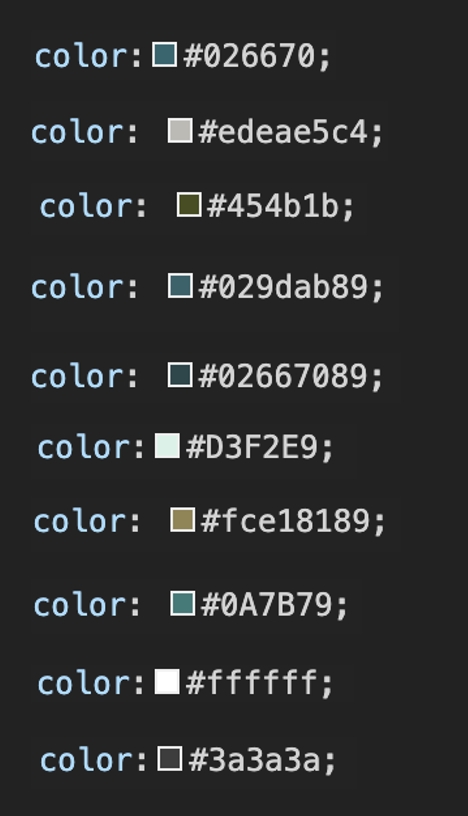 color: #026670;
color: #edeae5c4;
color: #454b1b;
color: #029dab89;
color: #02667089;
color: #D3F2E9;
color: #fce18189;
color: #0A7B79;
color: #ffffff;
color: #3a3a3a;